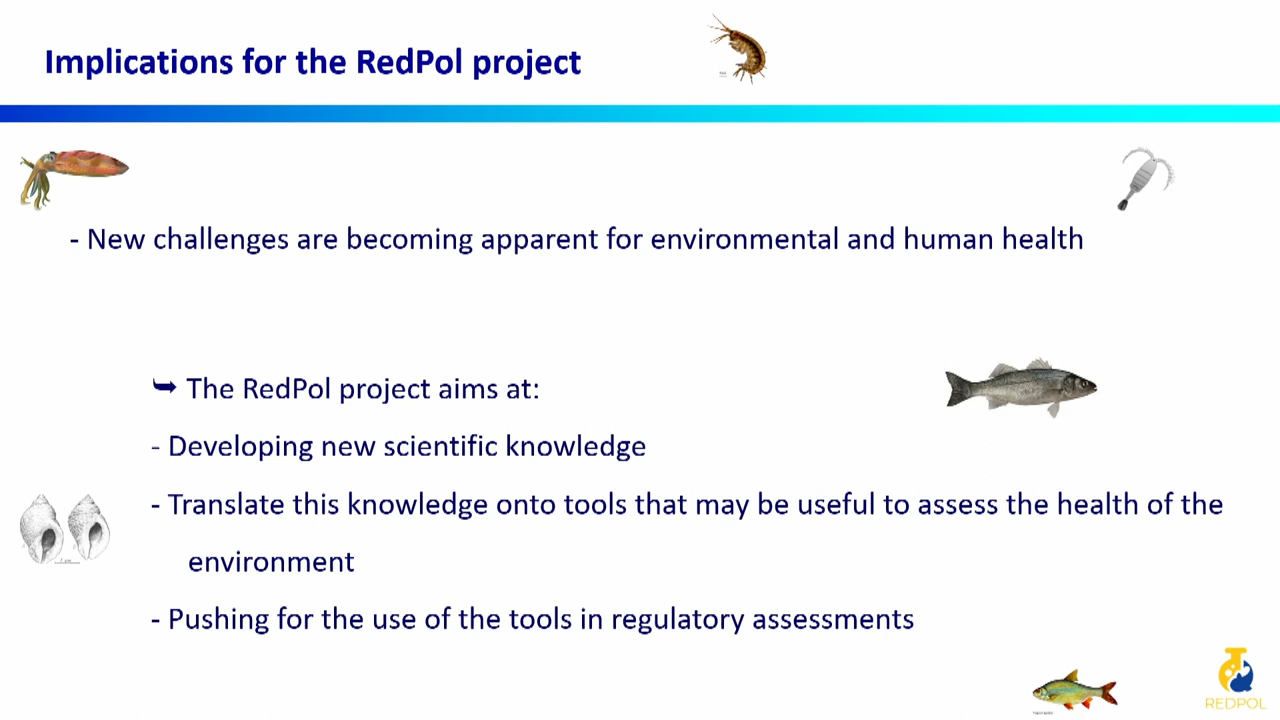 Implications for the RedPol project
- New challenges are becoming apparent for environmental and human health
➥ The RedPol project aims at:
- Developing new scientific knowledge
- Translate this knowledge onto tools that may be useful to assess the health of the
environment
- Pushing for the use of the tools in regulatory assessments
REDPOL